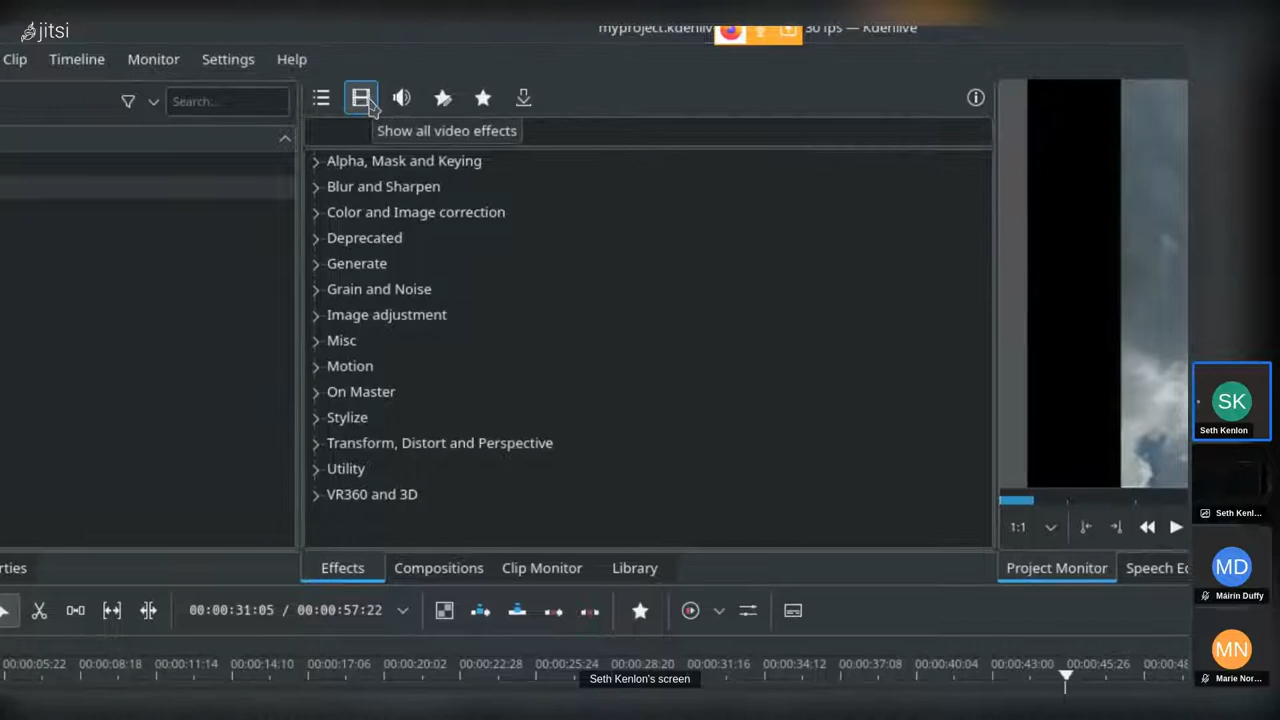 jitsi
myproject.kdenliv 30 fps — Kdenlive
Clip Timeline Monitor Settings Help
Search...
Show all video effects
Alpha, Mask and Keying
Blur and Sharpen
Color and Image correction
Deprecated
Generate
Grain and Noise
Image adjustment
Misc
Motion
On Master
Stylize
Transform, Distort and Perspective
Utility
VR360 and 3D
SK
Seth Kenlon
Seth Kenl...
1:1
rties Effects Compositions Clip Monitor Library Project Monitor Speech Ed
MD
Máirín Duffy
00:00:31:05 / 00:00:57:22
MN
Marie Nor...
00:00:05:22 00:00:08:18 00:00:11:14 00:00:14:10 00:00:17:06 00:00:20:02 00:00:22:28 00:00:25:24 00:00:28:20 00:00:31:16 00:00:34:12 00:00:37:08 00:00:40:04 00:00:43:00 00:00:45:26 00:00:48
Seth Kenlon's screen